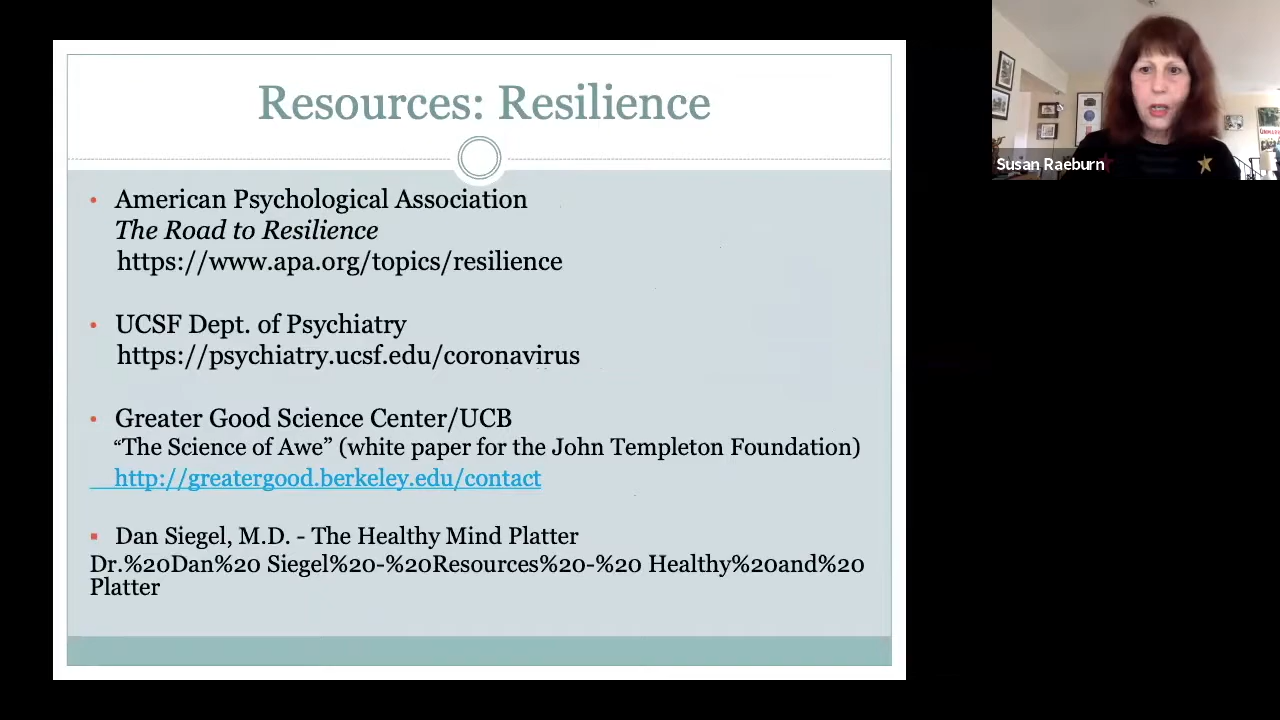 Resources: Resilience
• American Psychological Association
The Road to Resilience
https://www.apa.org/topics/resilience
• UCSF Dept. of Psychiatry
https://psychiatry.ucsf.edu/coronavirus
• Greater Good Science Center/UCB
“The Science of Awe” (white paper for the John Templeton Foundation)
http://greatergood.berkeley.edu/contact
▪ Dan Siegel, M.D. - The Healthy Mind Platter
Dr.%20Dan%20 Siegel%20-%20Resources%20-%20 Healthy%20and%20
Platter
Susan Raeburn